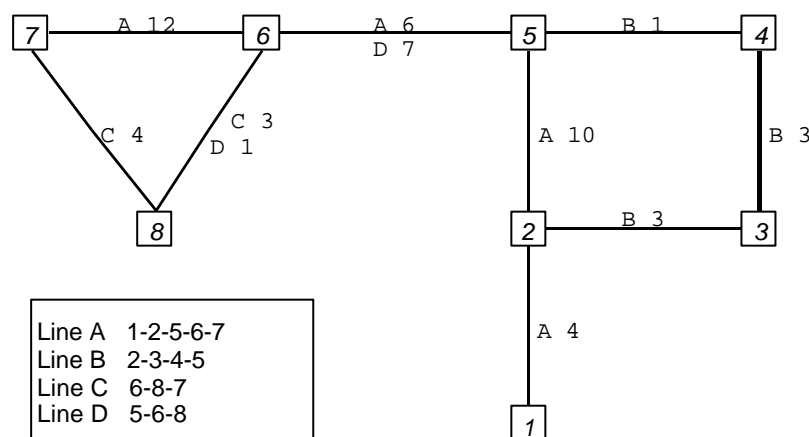 7 A 12 6 A 6 5 B 1 4
D 7
C 4 C 3 A 10 B 3
D 1
8 2 B 3 3
A 4
Line A 1-2-5-6-7
Line B 2-3-4-5
Line C 6-8-7
Line D 5-6-8
1